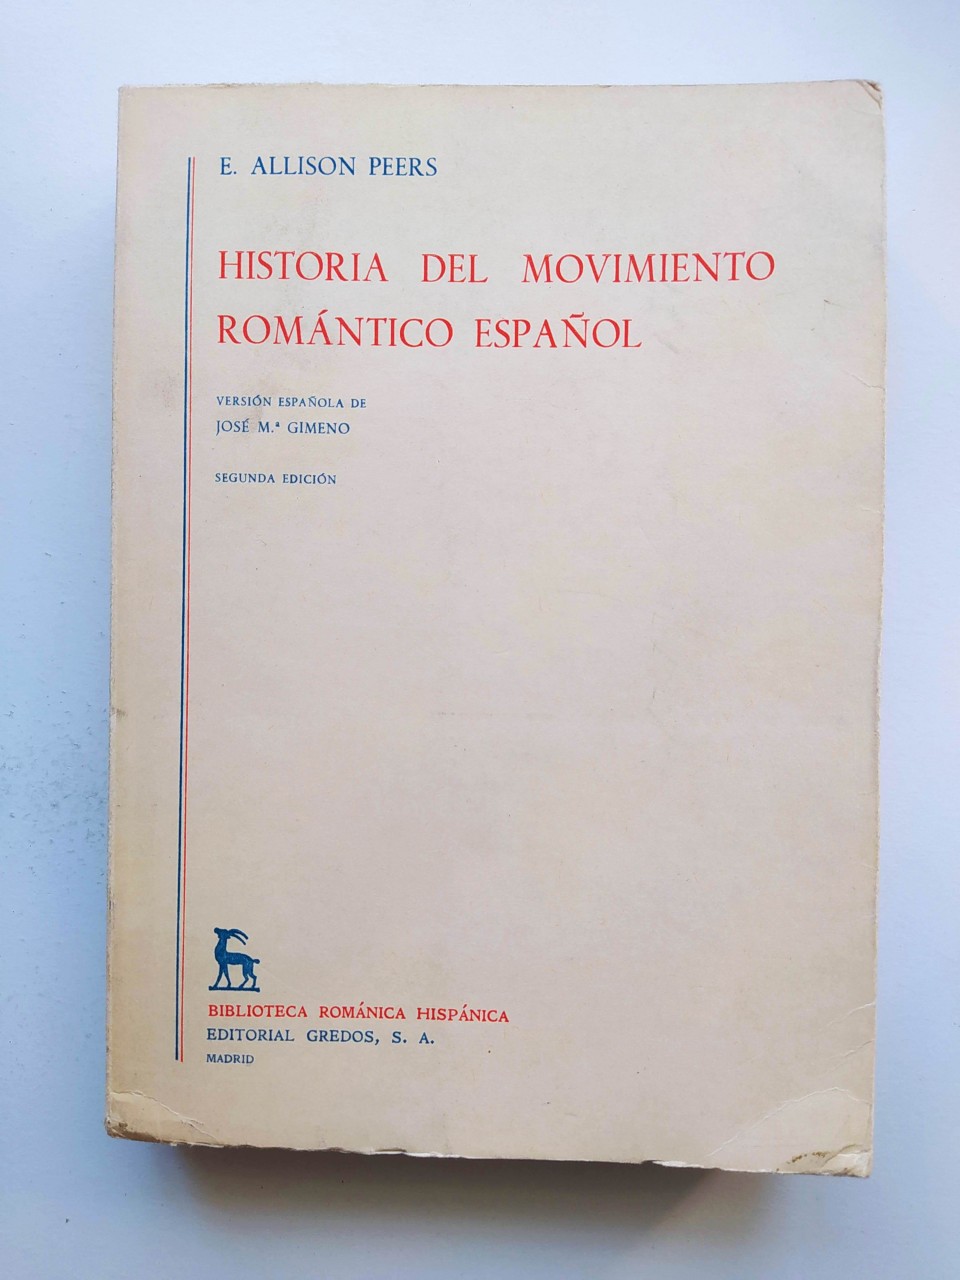 E. ALLISON PEERS
HISTORIA DEL MOVIMIENTO
ROMÁNTICO ESPAÑOL
VERSIÓN ESPAÑOLA DE
JOSÉ M.ª GIMENO
SEGUNDA EDICIÓN
BIBLIOTECA ROMÁNICA HISPÁNICA
EDITORIAL GREDOS, S. A.
MADRID